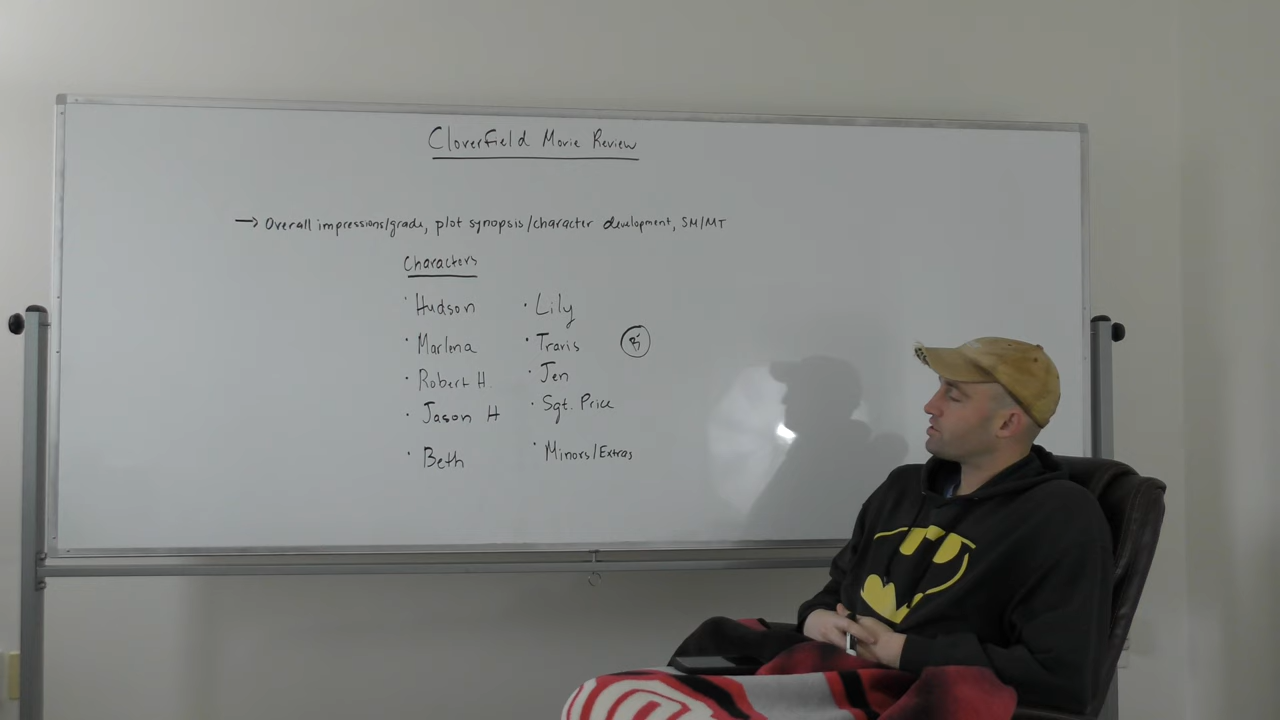 Cloverfield Movie Review
→ Overall impressions/grade, plot synopsis/character development, SM/MT
Characters
· Hudson
· Marlena
· Robert H.
· Jason H
· Beth
· Lily
· Travis
· Jen
· Sgt. Price
· Minors/Extras